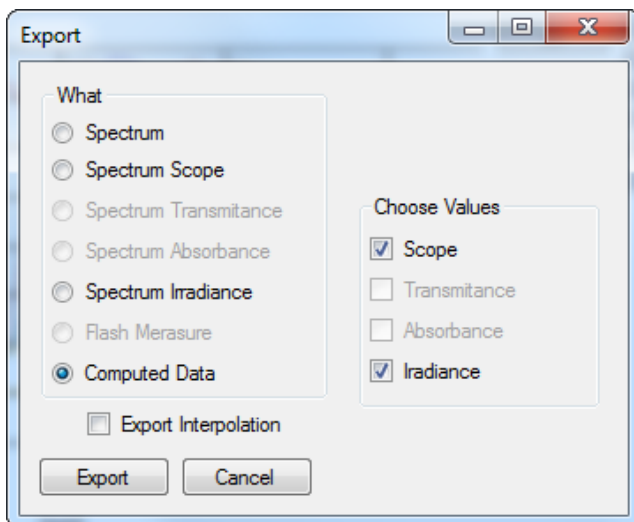 Export
What
Spectrum
Spectrum Scope
Spectrum Transmitance
Spectrum Absorbance
Spectrum Irradiance
Flash Merasure
Computed Data
Export Interpolation
Choose Values
Scope
Transmitance
Absorbance
Iradiance
Export
Cancel